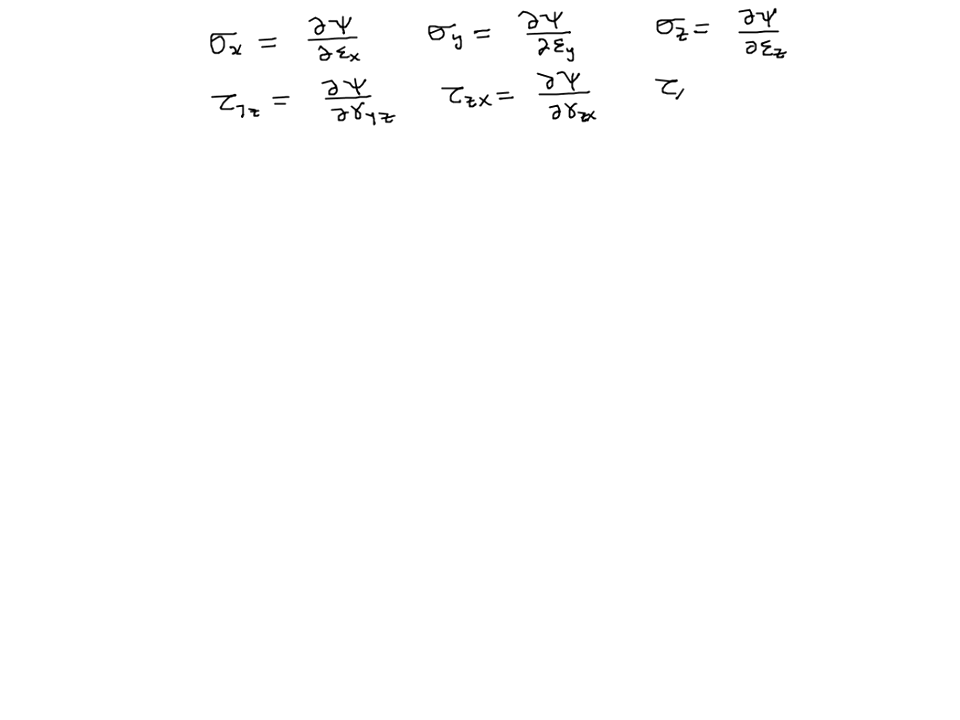 σx = ∂ψ/∂εx σy = ∂ψ/∂εy σz = ∂ψ/∂εz
τyz = ∂ψ/∂γyz τzx = ∂ψ/∂γzx τ